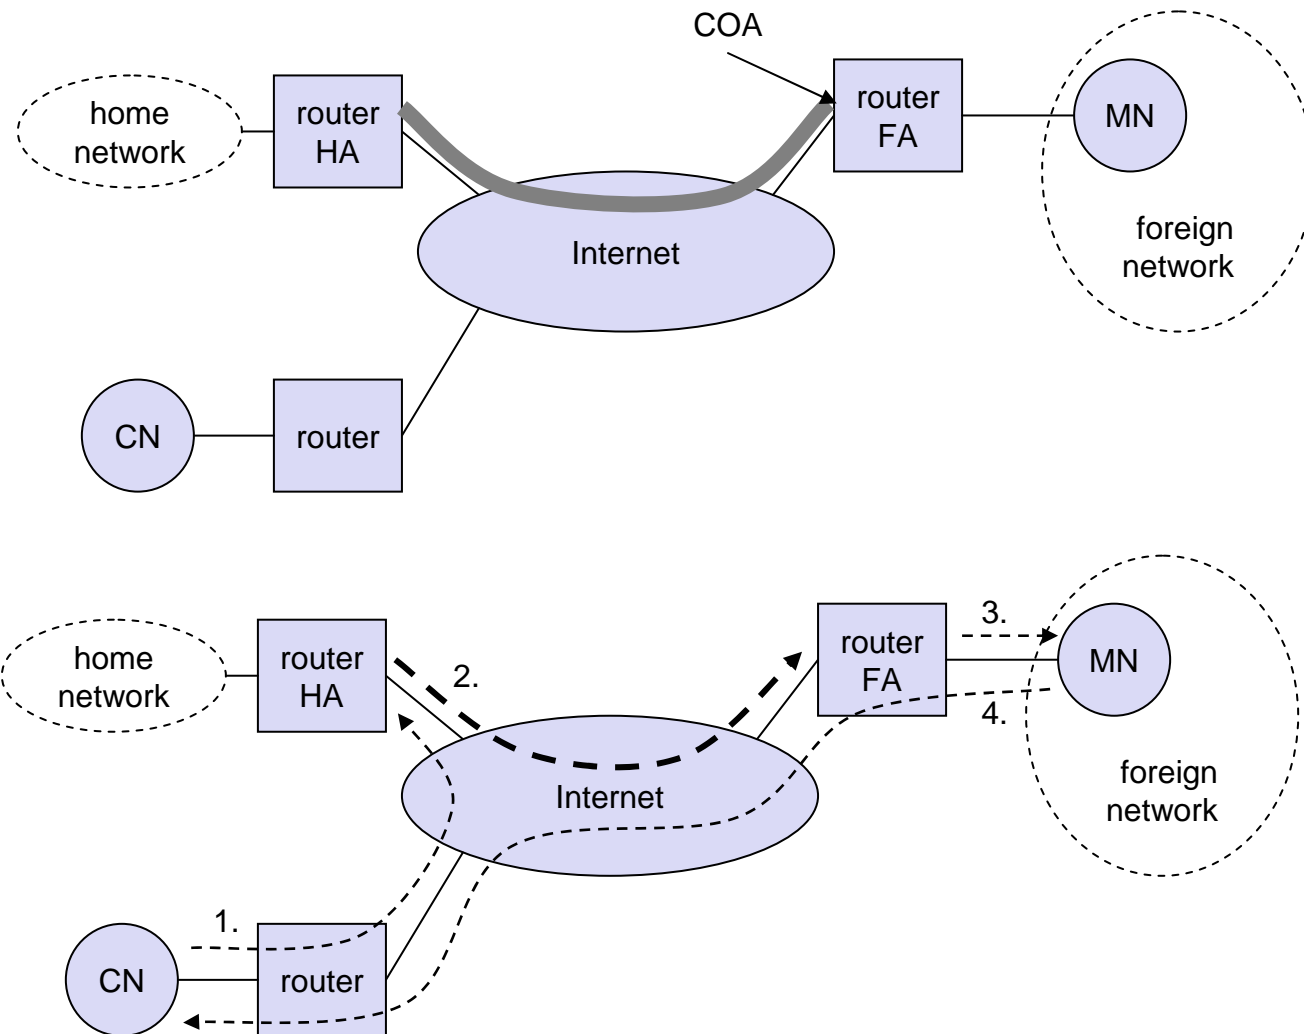 COA
home
network
router
HA
router
FA
MN
foreign
network
Internet
CN
router
home
network
router
HA
2.
router
FA
3.
MN
4.
foreign
network
Internet
1.
CN
router